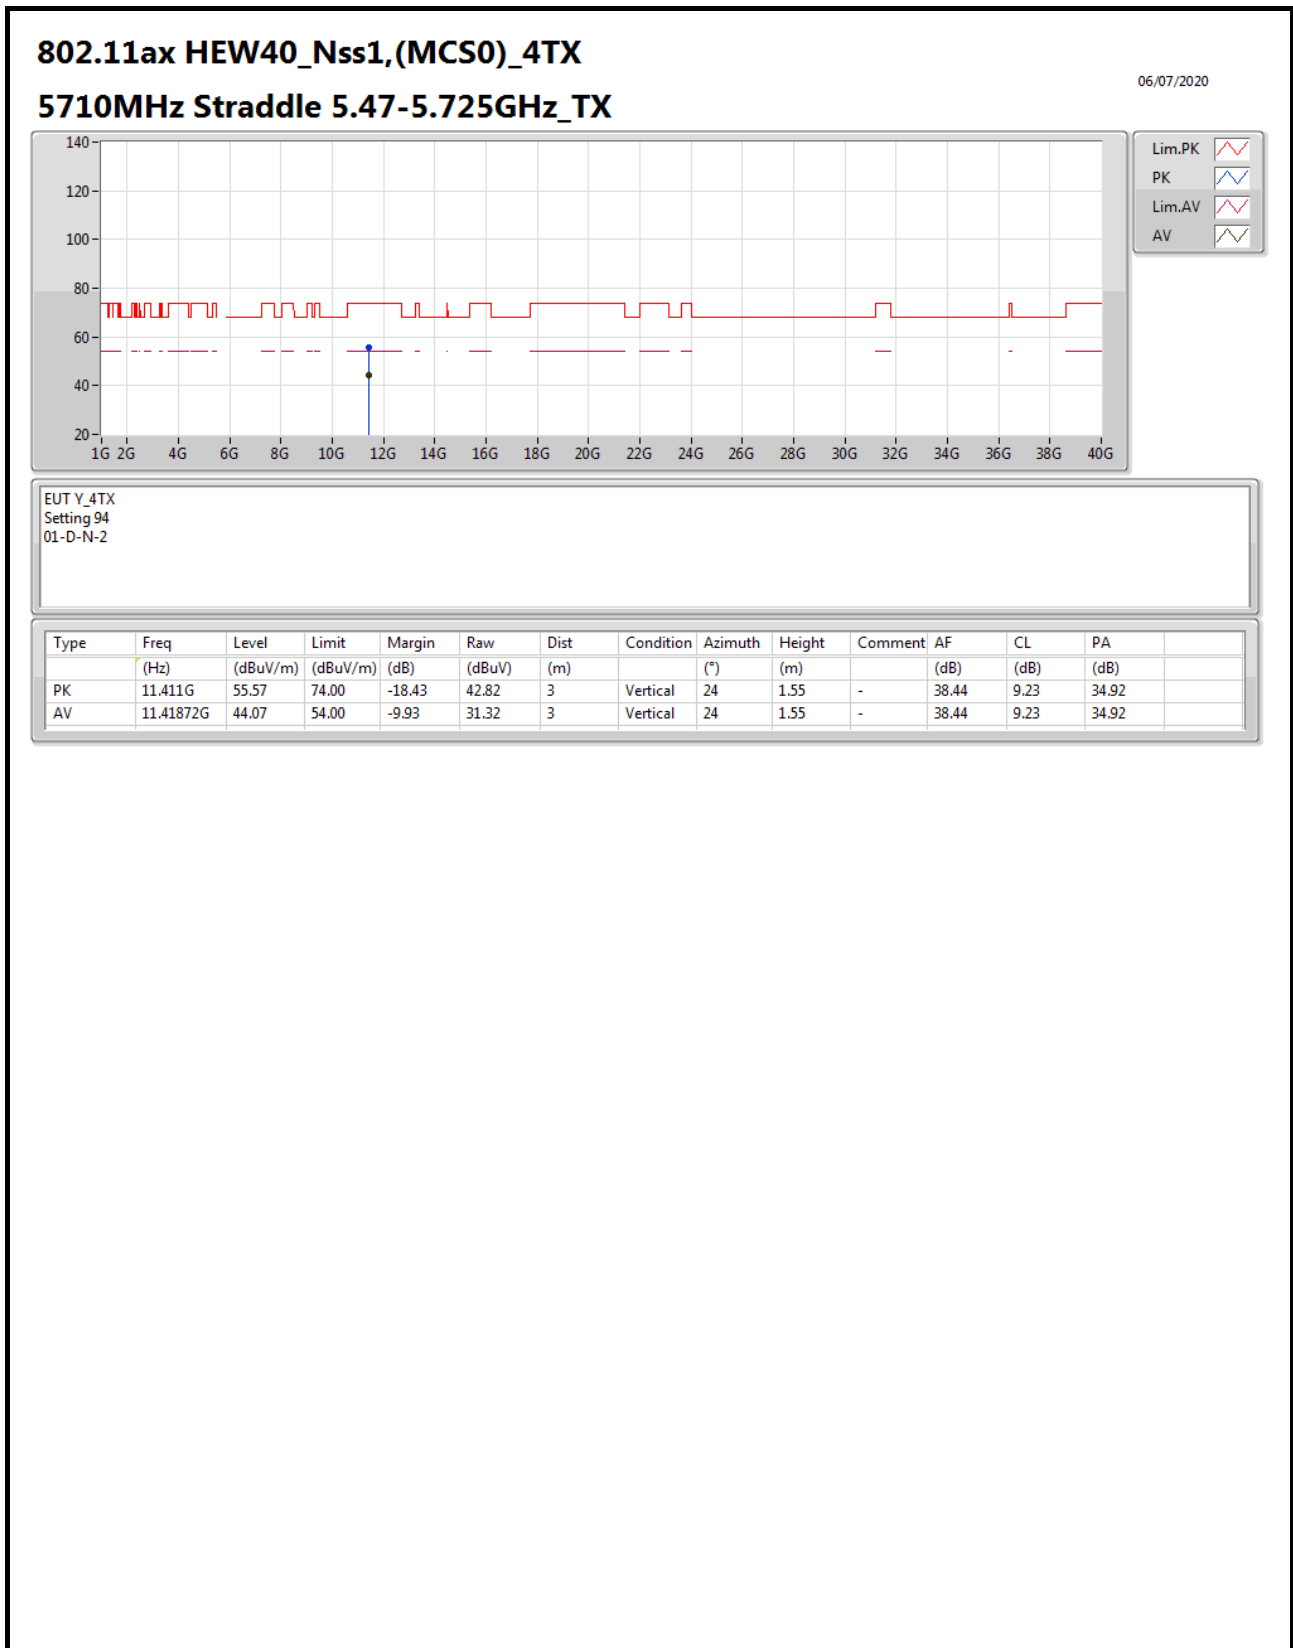 802.11ax HEW40_Nss1,(MCS0)_4TX
06/07/2020
5710MHz Straddle 5.47-5.725GHz_TX
140
120
100
80
60
40
20
1G 2G 4G 6G 8G 10G 12G 14G 16G 18G 20G 22G 24G 26G 28G 30G 32G 34G 36G 38G 40G
Lim.PK
PK
Lim.AV
AV
EUT Y_4TX
Setting 94
01-D-N-2
Type Freq Level Limit Margin Raw Dist Condition Azimuth Height Comment AF CL PA
(Hz) (dBuV/m) (dBuV/m) (dB) (dBuV) (m) (°) (m) (dB) (dB) (dB)
PK 11.411G 55.57 74.00 -18.43 42.82 3 Vertical 24 1.55 - 38.44 9.23 34.92
AV 11.41872G 44.07 54.00 -9.93 31.32 3 Vertical 24 1.55 - 38.44 9.23 34.92